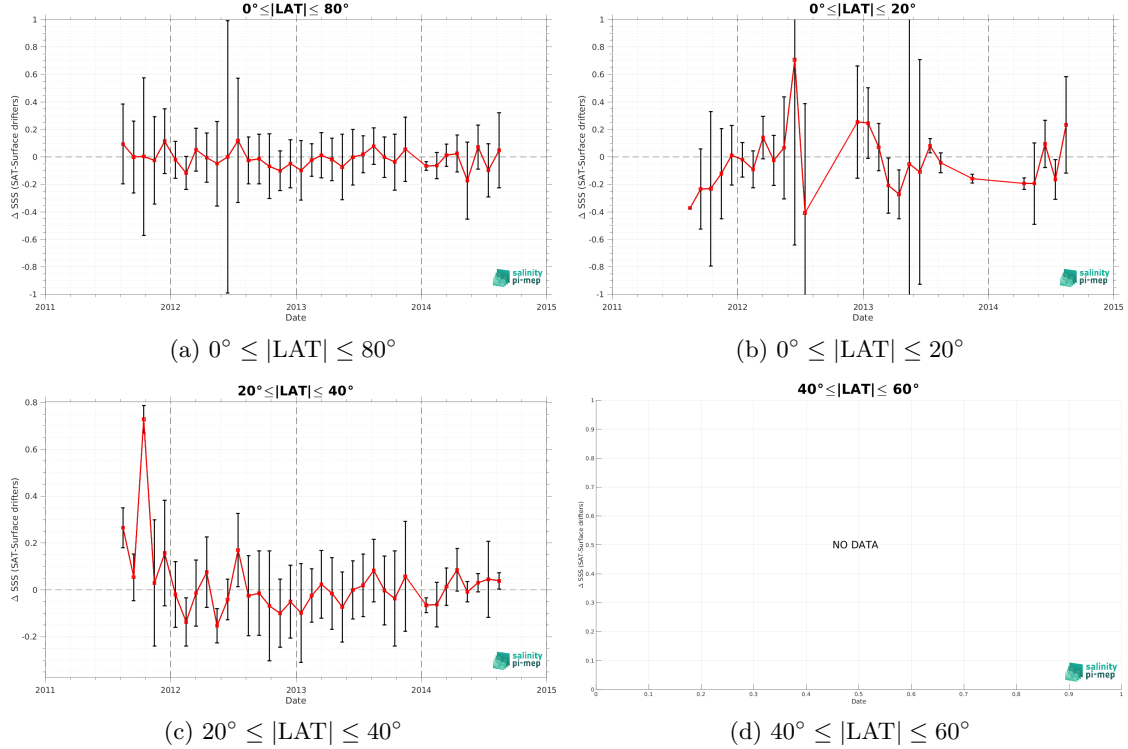 0°≤|LAT|≤ 80°
1
0.8
0.6
0.4
0.2
0
-0.2
-0.4
-0.6
-0.8
-1
Δ SSS (SAT-Surface drifters)
2011
2012
2013
2014
2015
Date
salinity
pi-mep
(a) 0° ≤ |LAT| ≤ 80°
0°≤|LAT|≤ 20°
1
0.8
0.6
0.4
0.2
0
-0.2
-0.4
-0.6
-0.8
-1
Δ SSS (SAT-Surface drifters)
2011
2012
2013
2014
2015
Date
salinity
pi-mep
(b) 0° ≤ |LAT| ≤ 20°
20°≤|LAT|≤ 40°
0.8
0.6
0.4
0.2
0
-0.2
Δ SSS (SAT-Surface drifters)
2011
2012
2013
2014
2015
Date
salinity
pi-mep
(c) 20° ≤ |LAT| ≤ 40°
40°≤|LAT|≤ 60°
1
0.9
0.8
0.7
0.6
0.5
0.4
0.3
0.2
0.1
0
Δ SSS (SAT-Surface drifters)
NO DATA
0
0.1
0.2
0.3
0.4
0.5
0.6
0.7
0.8
0.9
1
Date
salinity
pi-mep
(d) 40° ≤ |LAT| ≤ 60°